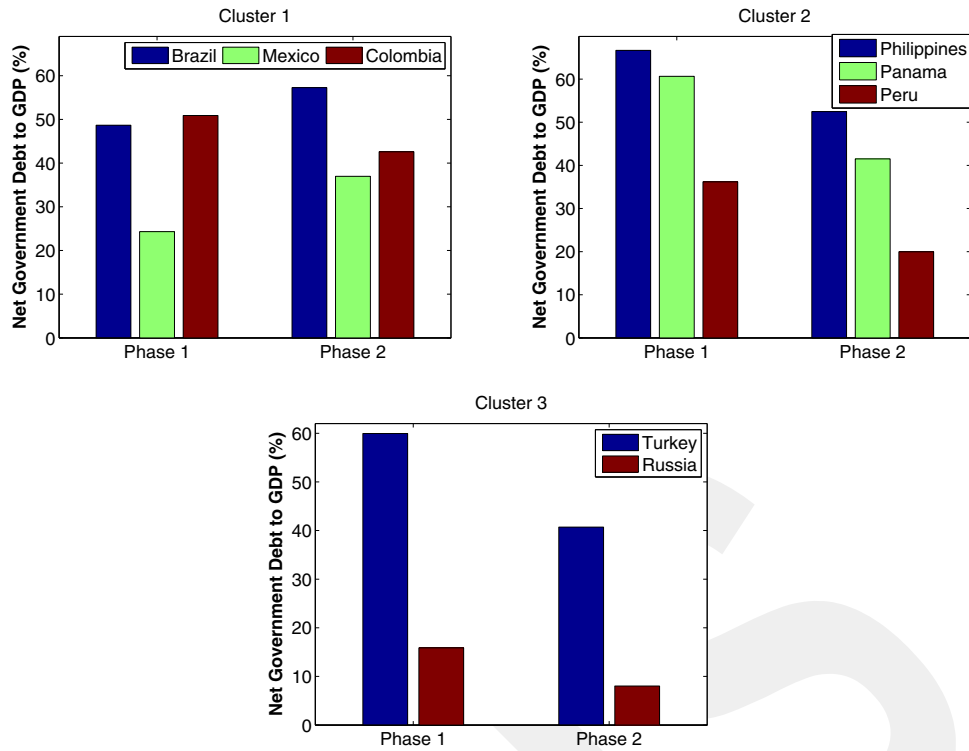 Cluster 1
Net Government Debt to GDP (%)
60
50
40
30
20
10
0
Brazil Mexico Colombia
Phase 1 Phase 2
Cluster 2
Net Government Debt to GDP (%)
60
50
40
30
20
10
0
Philippines
Panama
Peru
Phase 1 Phase 2
Cluster 3
Net Government Debt to GDP (%)
60
50
40
30
20
10
0
Turkey
Russia
Phase 1 Phase 2